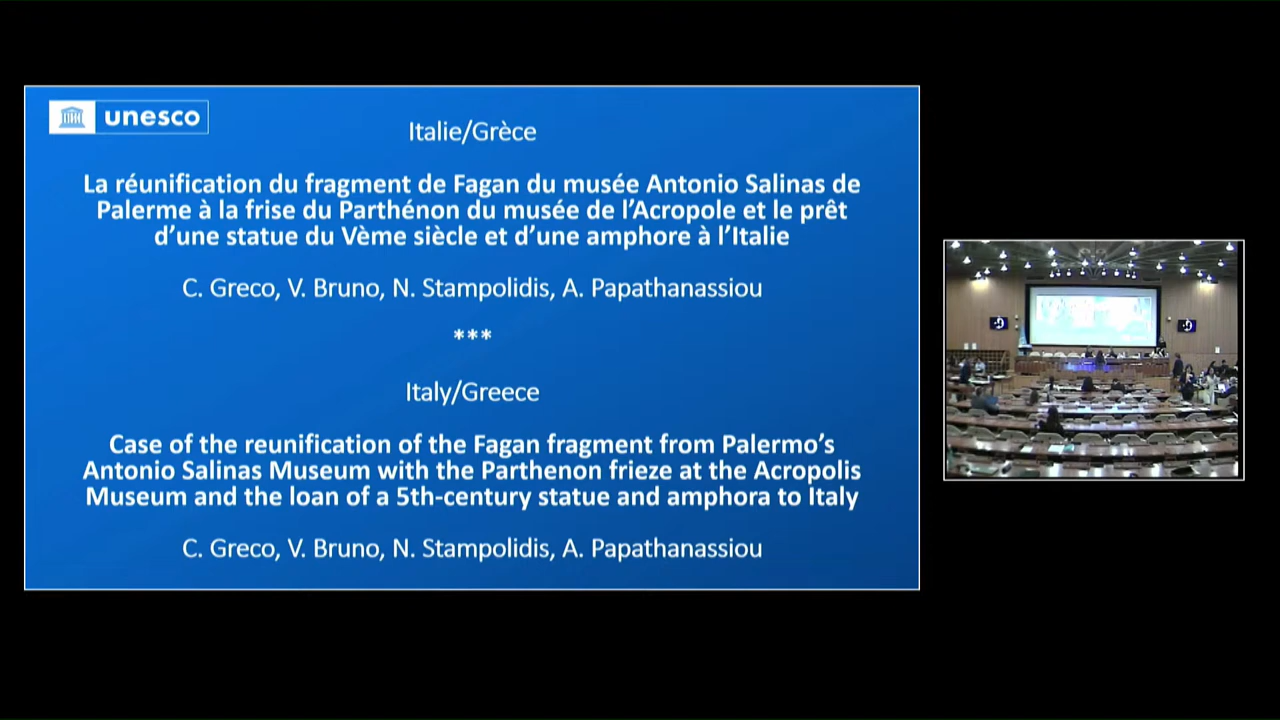 unesco
Italie/Grèce
La réunification du fragment de Fagan du musée Antonio Salinas de
Palerme à la frise du Parthénon du musée de l'Acropole et le prêt
d'une statue du Vème siècle et d'une amphore à l'Italie
C. Greco, V. Bruno, N. Stampolidis, A. Papathanassiou
***
Italy/Greece
Case of the reunification of the Fagan fragment from Palermo's
Antonio Salinas Museum with the Parthenon frieze at the Acropolis
Museum and the loan of a 5th-century statue and amphora to Italy
C. Greco, V. Bruno, N. Stampolidis, A. Papathanassiou